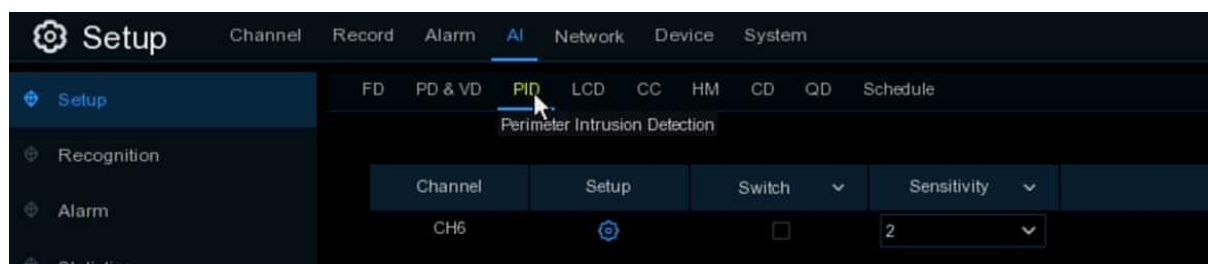 Setup Channel Record Alarm AI Network Device System
Setup FD PD & VD PID LCD CC HM CD QD Schedule
Perimeter Intrusion Detection
Recognition
Channel Setup Switch Sensitivity
Alarm
CH6 2